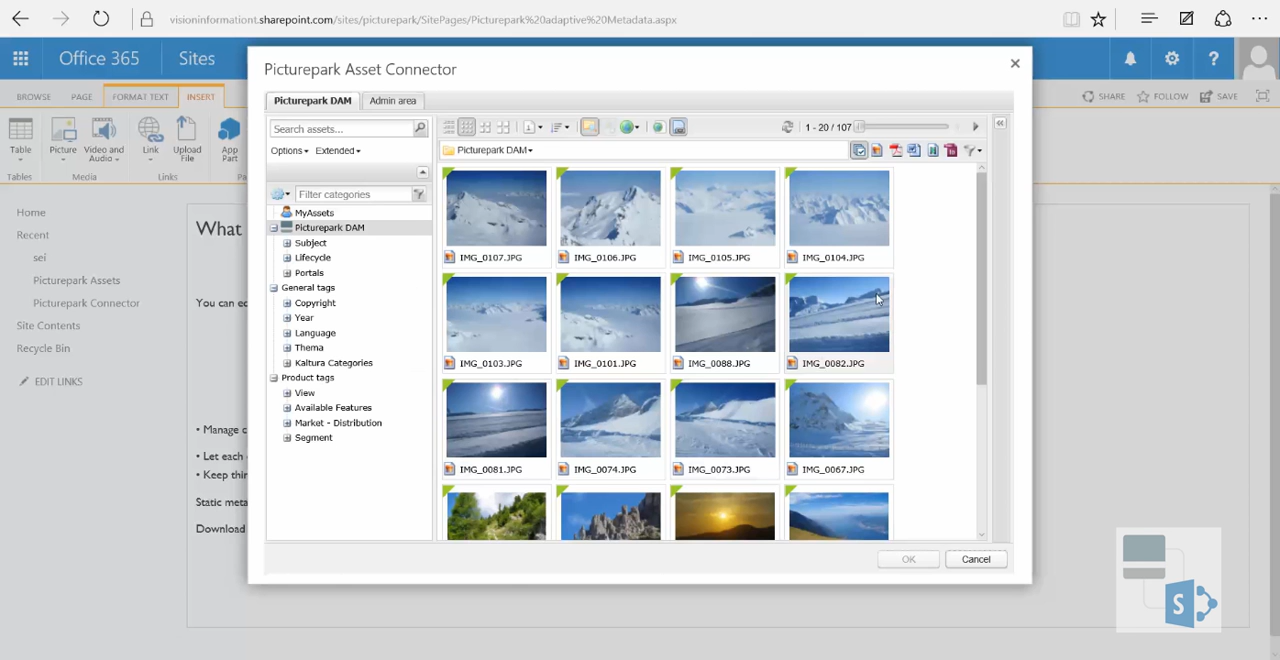 visioninformationt.sharepoint.com/sites/picturepark/SitePages/Picturepark%20adaptive%20Metadata.aspx
Office 365 Sites
BROWSE PAGE FORMAT TEXT INSERT
SHARE FOLLOW SAVE
Table Picture Video and Audio Link Upload File App Part
Tables Media Links
Home
Recent
sei
Picturepark Assets
Picturepark Connector
Site Contents
Recycle Bin
EDIT LINKS
What
You can
• Manage
• Let each
• Keep
Static
Download
Picturepark Asset Connector
Picturepark DAM Admin area
Search assets...
Options Extended
Filter categories
MyAssets
Picturepark DAM
Subject
Lifecycle
Portals
General tags
Copyright
Year
Language
Thema
Kaltura Categories
Product tags
View
Available Features
Market - Distribution
Segment
1 - 20 / 107
Picturepark DAM
IMG_0107.JPG IMG_0106.JPG IMG_0105.JPG IMG_0104.JPG
IMG_0103.JPG IMG_0101.JPG IMG_0088.JPG IMG_0082.JPG
IMG_0081.JPG IMG_0074.JPG IMG_0073.JPG IMG_0067.JPG
OK Cancel
S